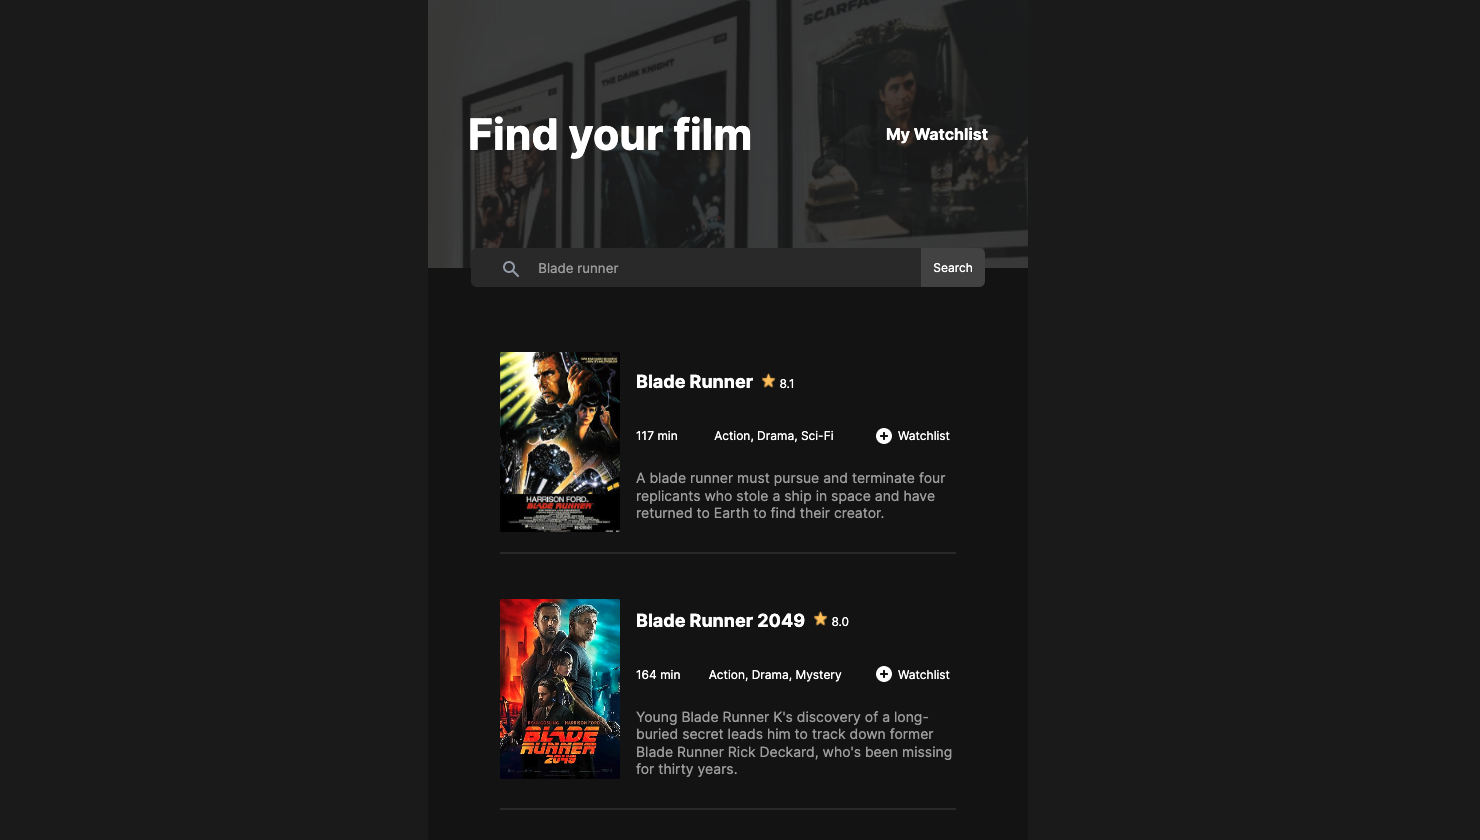 SCARFAC
THE DARK KNIGHT
Find your film
My Watchlist
Blade runner
Search
Blade Runner 8.1
117 min Action, Drama, Sci-Fi Watchlist
A blade runner must pursue and terminate four
replicants who stole a ship in space and have
returned to Earth to find their creator.
HARRISON FORD
BLADE RUNNER
Blade Runner 2049 8.0
164 min Action, Drama, Mystery Watchlist
Young Blade Runner K's discovery of a long-
buried secret leads him to track down former
Blade Runner Rick Deckard, who's been missing
for thirty years.
HARRISON FORD
BLADE
RUNNER
2049